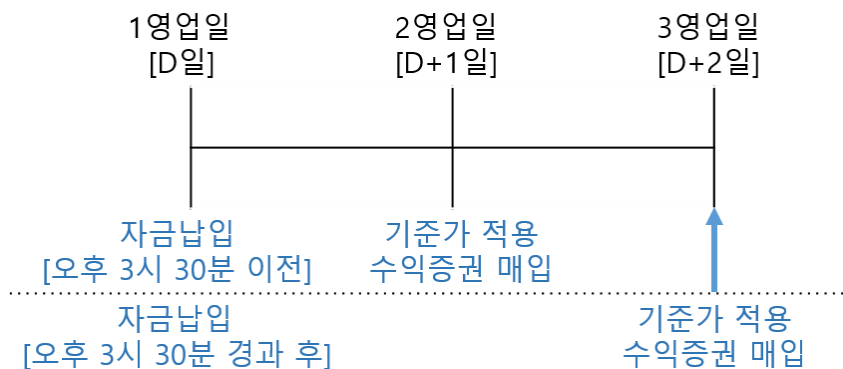 1영업일
[D일]
2영업일
[D+1일]
3영업일
[D+2일]
자금납입
[오후 3시 30분 이전]
기준가 적용
수익증권 매입
자금납입
[오후 3시 30분 경과 후]
기준가 적용
수익증권 매입